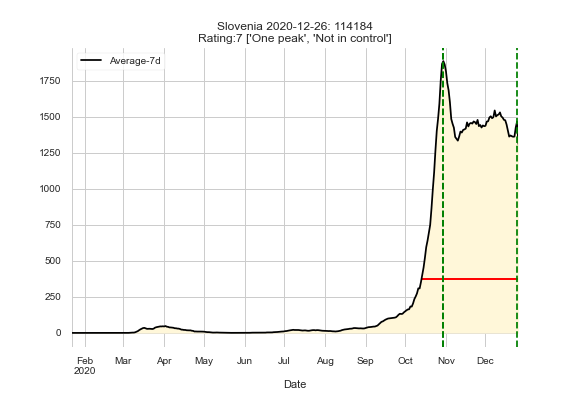 Slovenia 2020-12-26: 114184
Rating:7 ['One peak', 'Not in control']
Average-7d
1750
1500
1250
1000
750
500
250
0
Feb Mar Apr May Jun Jul Aug Sep Oct Nov Dec
2020
Date